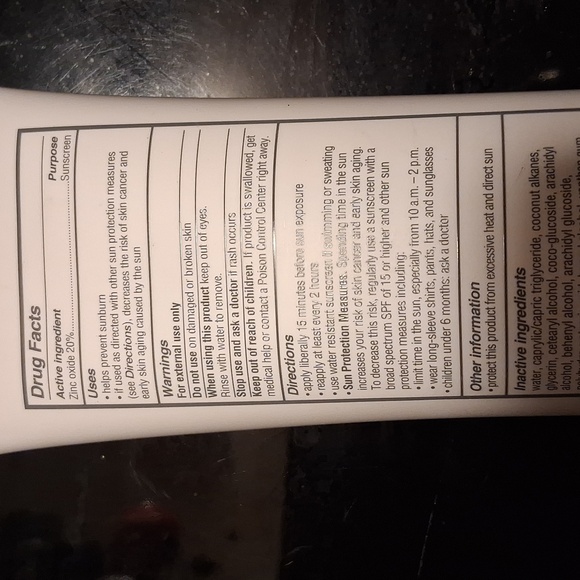 Drug Facts
Active ingredient Purpose
Zinc oxide 20%..............................Sunscreen
Uses
• helps prevent sunburn
• if used as directed with other sun protection measures
(see Directions), decreases the risk of skin cancer and
early skin aging caused by the sun
Warnings
For external use only
Do not use on damaged or broken skin
When using this product keep out of eyes.
Rinse with water to remove.
Stop use and ask a doctor if rash occurs
Keep out of reach of children. If product is swallowed, get
medical help or contact a Poison Control Center right away.
Directions
• apply liberally 15 minutes before sun exposure
• reapply at least every 2 hours
• use water resistant sunscreen if swimming or sweating
• Sun Protection Measures. Spending time in the sun
increases your risk of skin cancer and early skin aging.
To decrease this risk, regularly use a sunscreen with a
broad spectrum SPF of 15 or higher and other sun
protection measures including:
• limit time in the sun, especially from 10 a.m. – 2 p.m.
• wear long-sleeve shirts, pants, hats, and sunglasses
• children under 6 months: ask a doctor
Other information
• protect this product from excessive heat and direct sun
Inactive ingredients
water, caprylic/capric triglyceride, coconut alkanes,
glycerin, cetearyl alcohol, coco-glucoside, arachidyl
alcohol, behenyl alcohol, arachidyl glucoside,